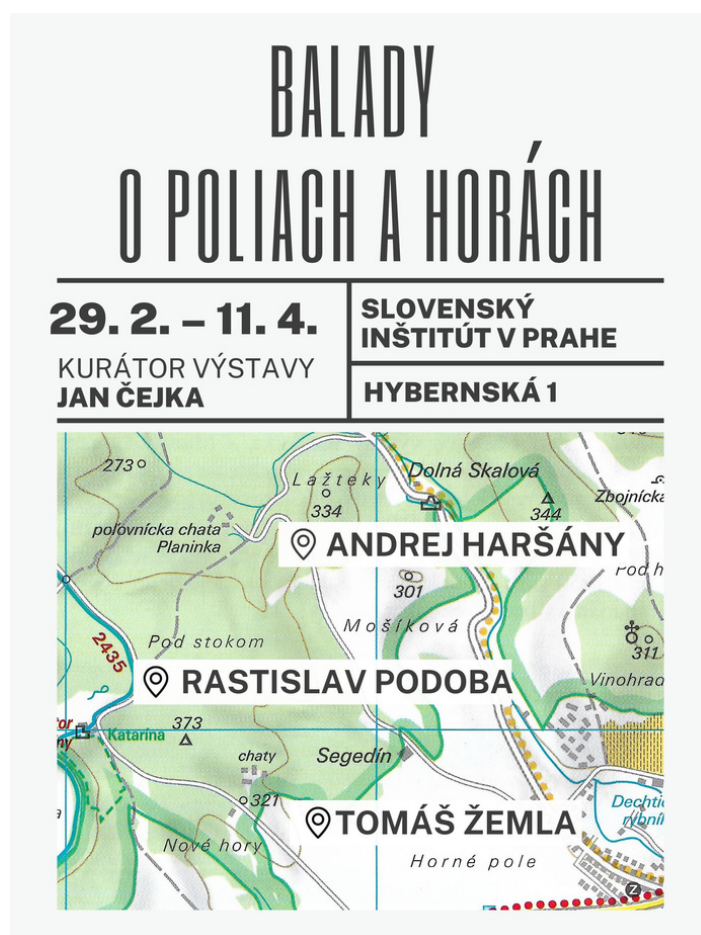 BALADY
O POLIACH A HORÁCH
29. 2. – 11. 4.
KURÁTOR VÝSTAVY
JAN ČEJKA
SLOVENSKÝ
INŠTITÚT V PRAHE
HYBERNSKÁ 1
273
Lažteky
334
Dolná Skalová
344
poľovnícka chata
Planinka
ANDREJ HARŠÁNY
301
Mošíková
311
2435
Pod stokom
RASTISLAV PODOBA
373
Katarína
chaty
Segedín
321
TOMÁŠ ŽEMLA
Nové hory
Horné pole
Z